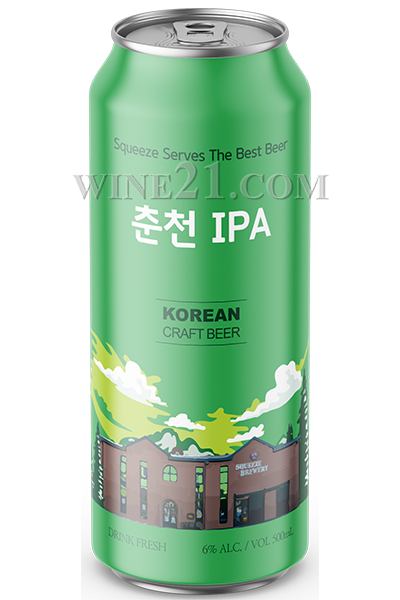 Squeeze Serves The Best Beer
WINE21.COM
춘천 IPA
KOREAN
CRAFT BEER
SQUEEZE
BREWERY
DRINK FRESH
6% ALC. / VOL 500mL